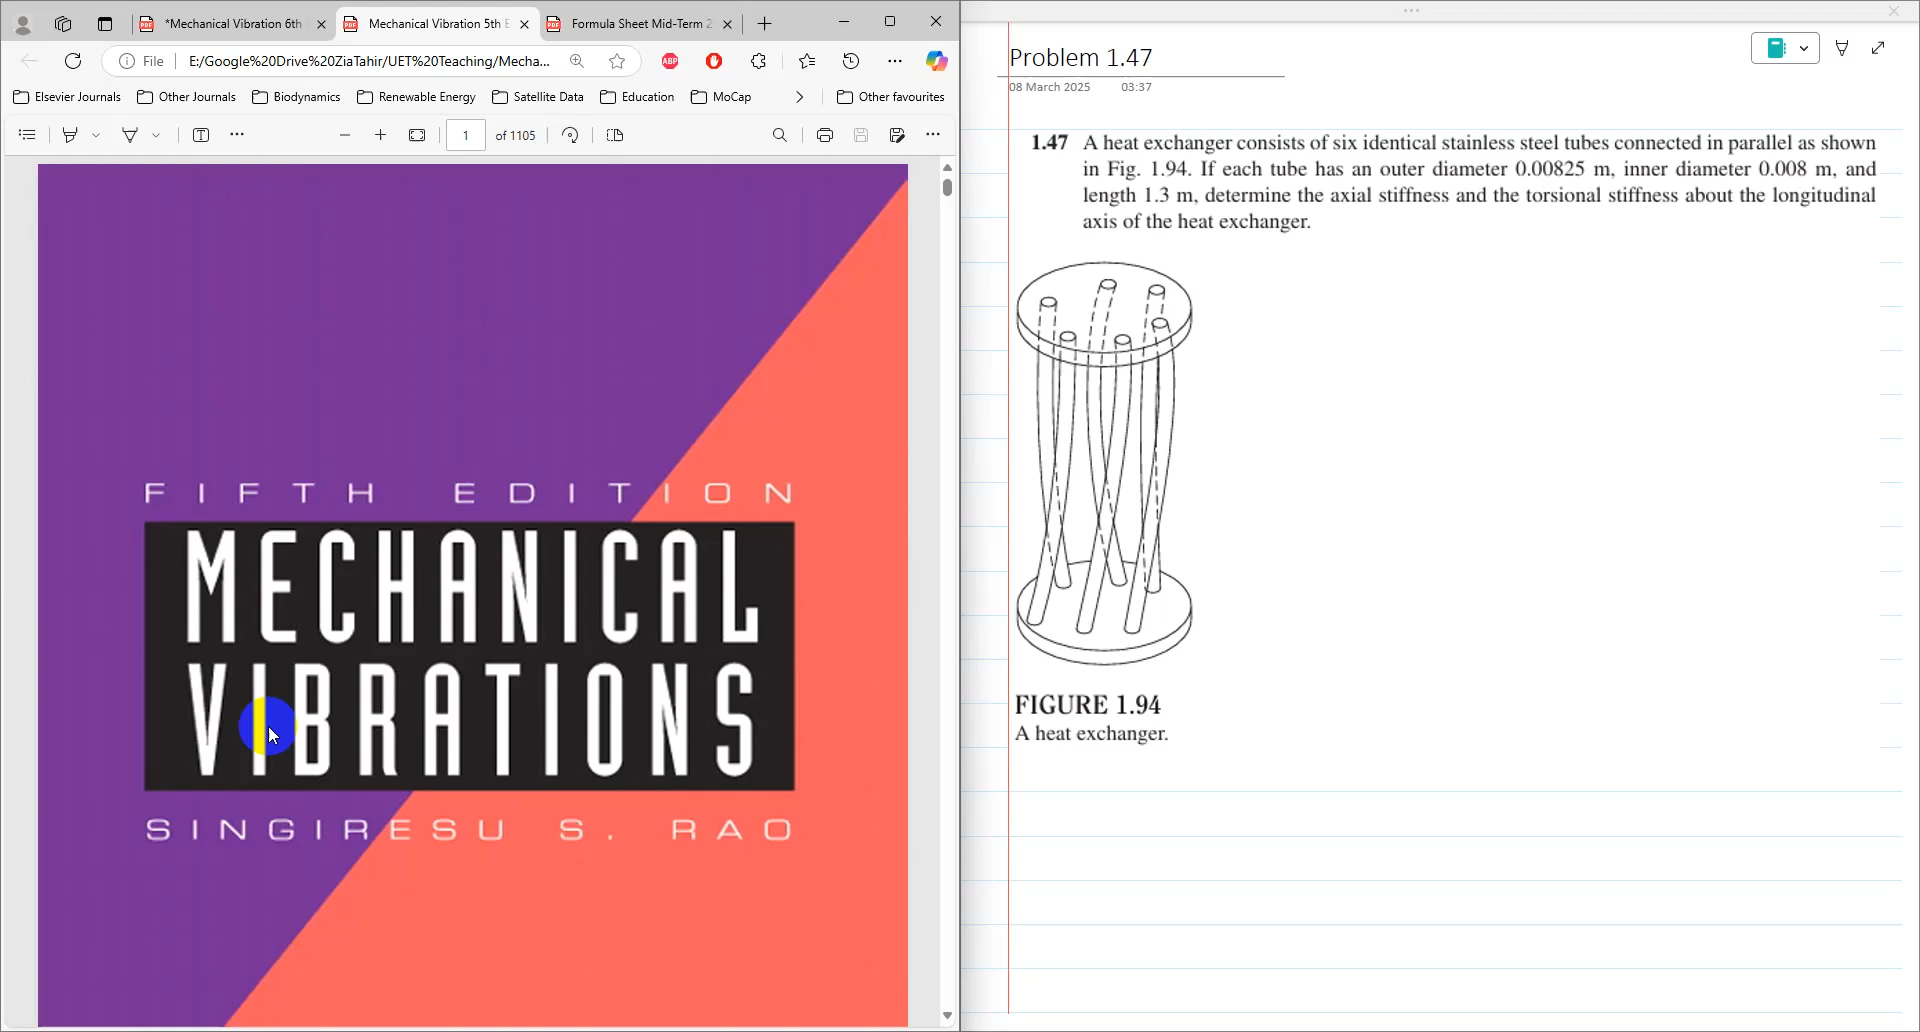 *Mechanical Vibration 6th
Mechanical Vibration 5th E
Formula Sheet Mid-Term 2
File
E:/Google%20Drive%20ZiaTahir/UET%20Teaching/Mecha...
ABP
Elsevier Journals
Other Journals
Biodynamics
Renewable Energy
Satellite Data
Education
MoCap
Other favourites
1 of 1105
FIFTH EDITION
MECHANICAL
VIBRATIONS
SINGIRESU S. RAO
Problem 1.47
08 March 2025 03:37
1.47 A heat exchanger consists of six identical stainless steel tubes connected in parallel as shown
in Fig. 1.94. If each tube has an outer diameter 0.00825 m, inner diameter 0.008 m, and
length 1.3 m, determine the axial stiffness and the torsional stiffness about the longitudinal
axis of the heat exchanger.
FIGURE 1.94
A heat exchanger.